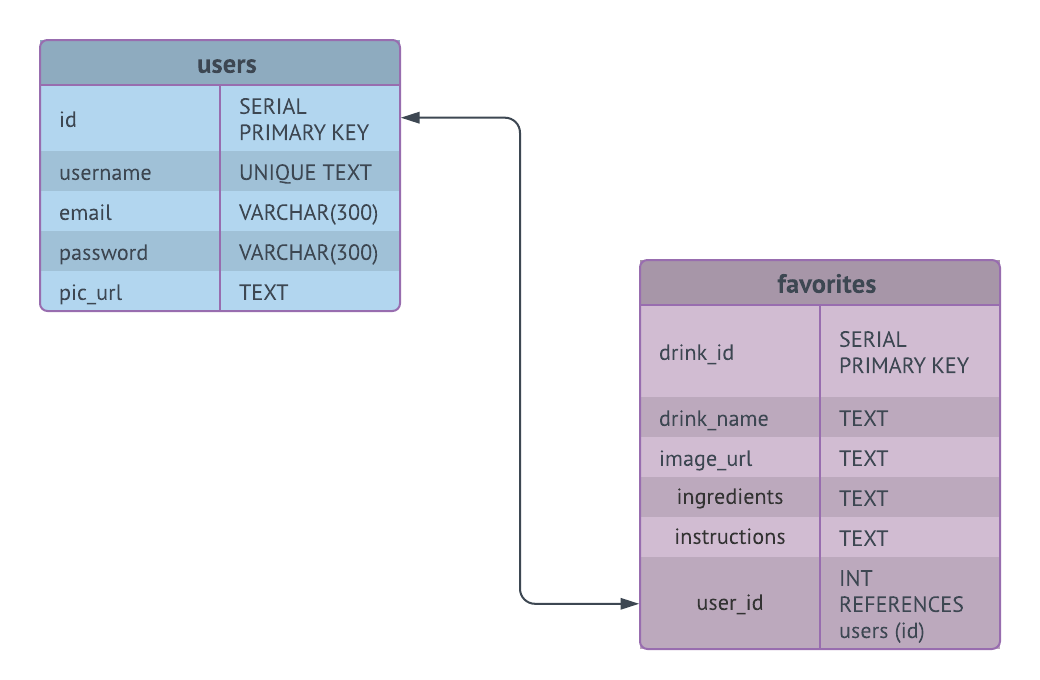 users
id
SERIAL
PRIMARY KEY
username
UNIQUE TEXT
email
VARCHAR(300)
password
VARCHAR(300)
pic_url
TEXT
favorites
drink_id
SERIAL
PRIMARY KEY
drink_name
TEXT
image_url
TEXT
ingredients
TEXT
instructions
TEXT
user_id
INT
REFERENCES
users (id)